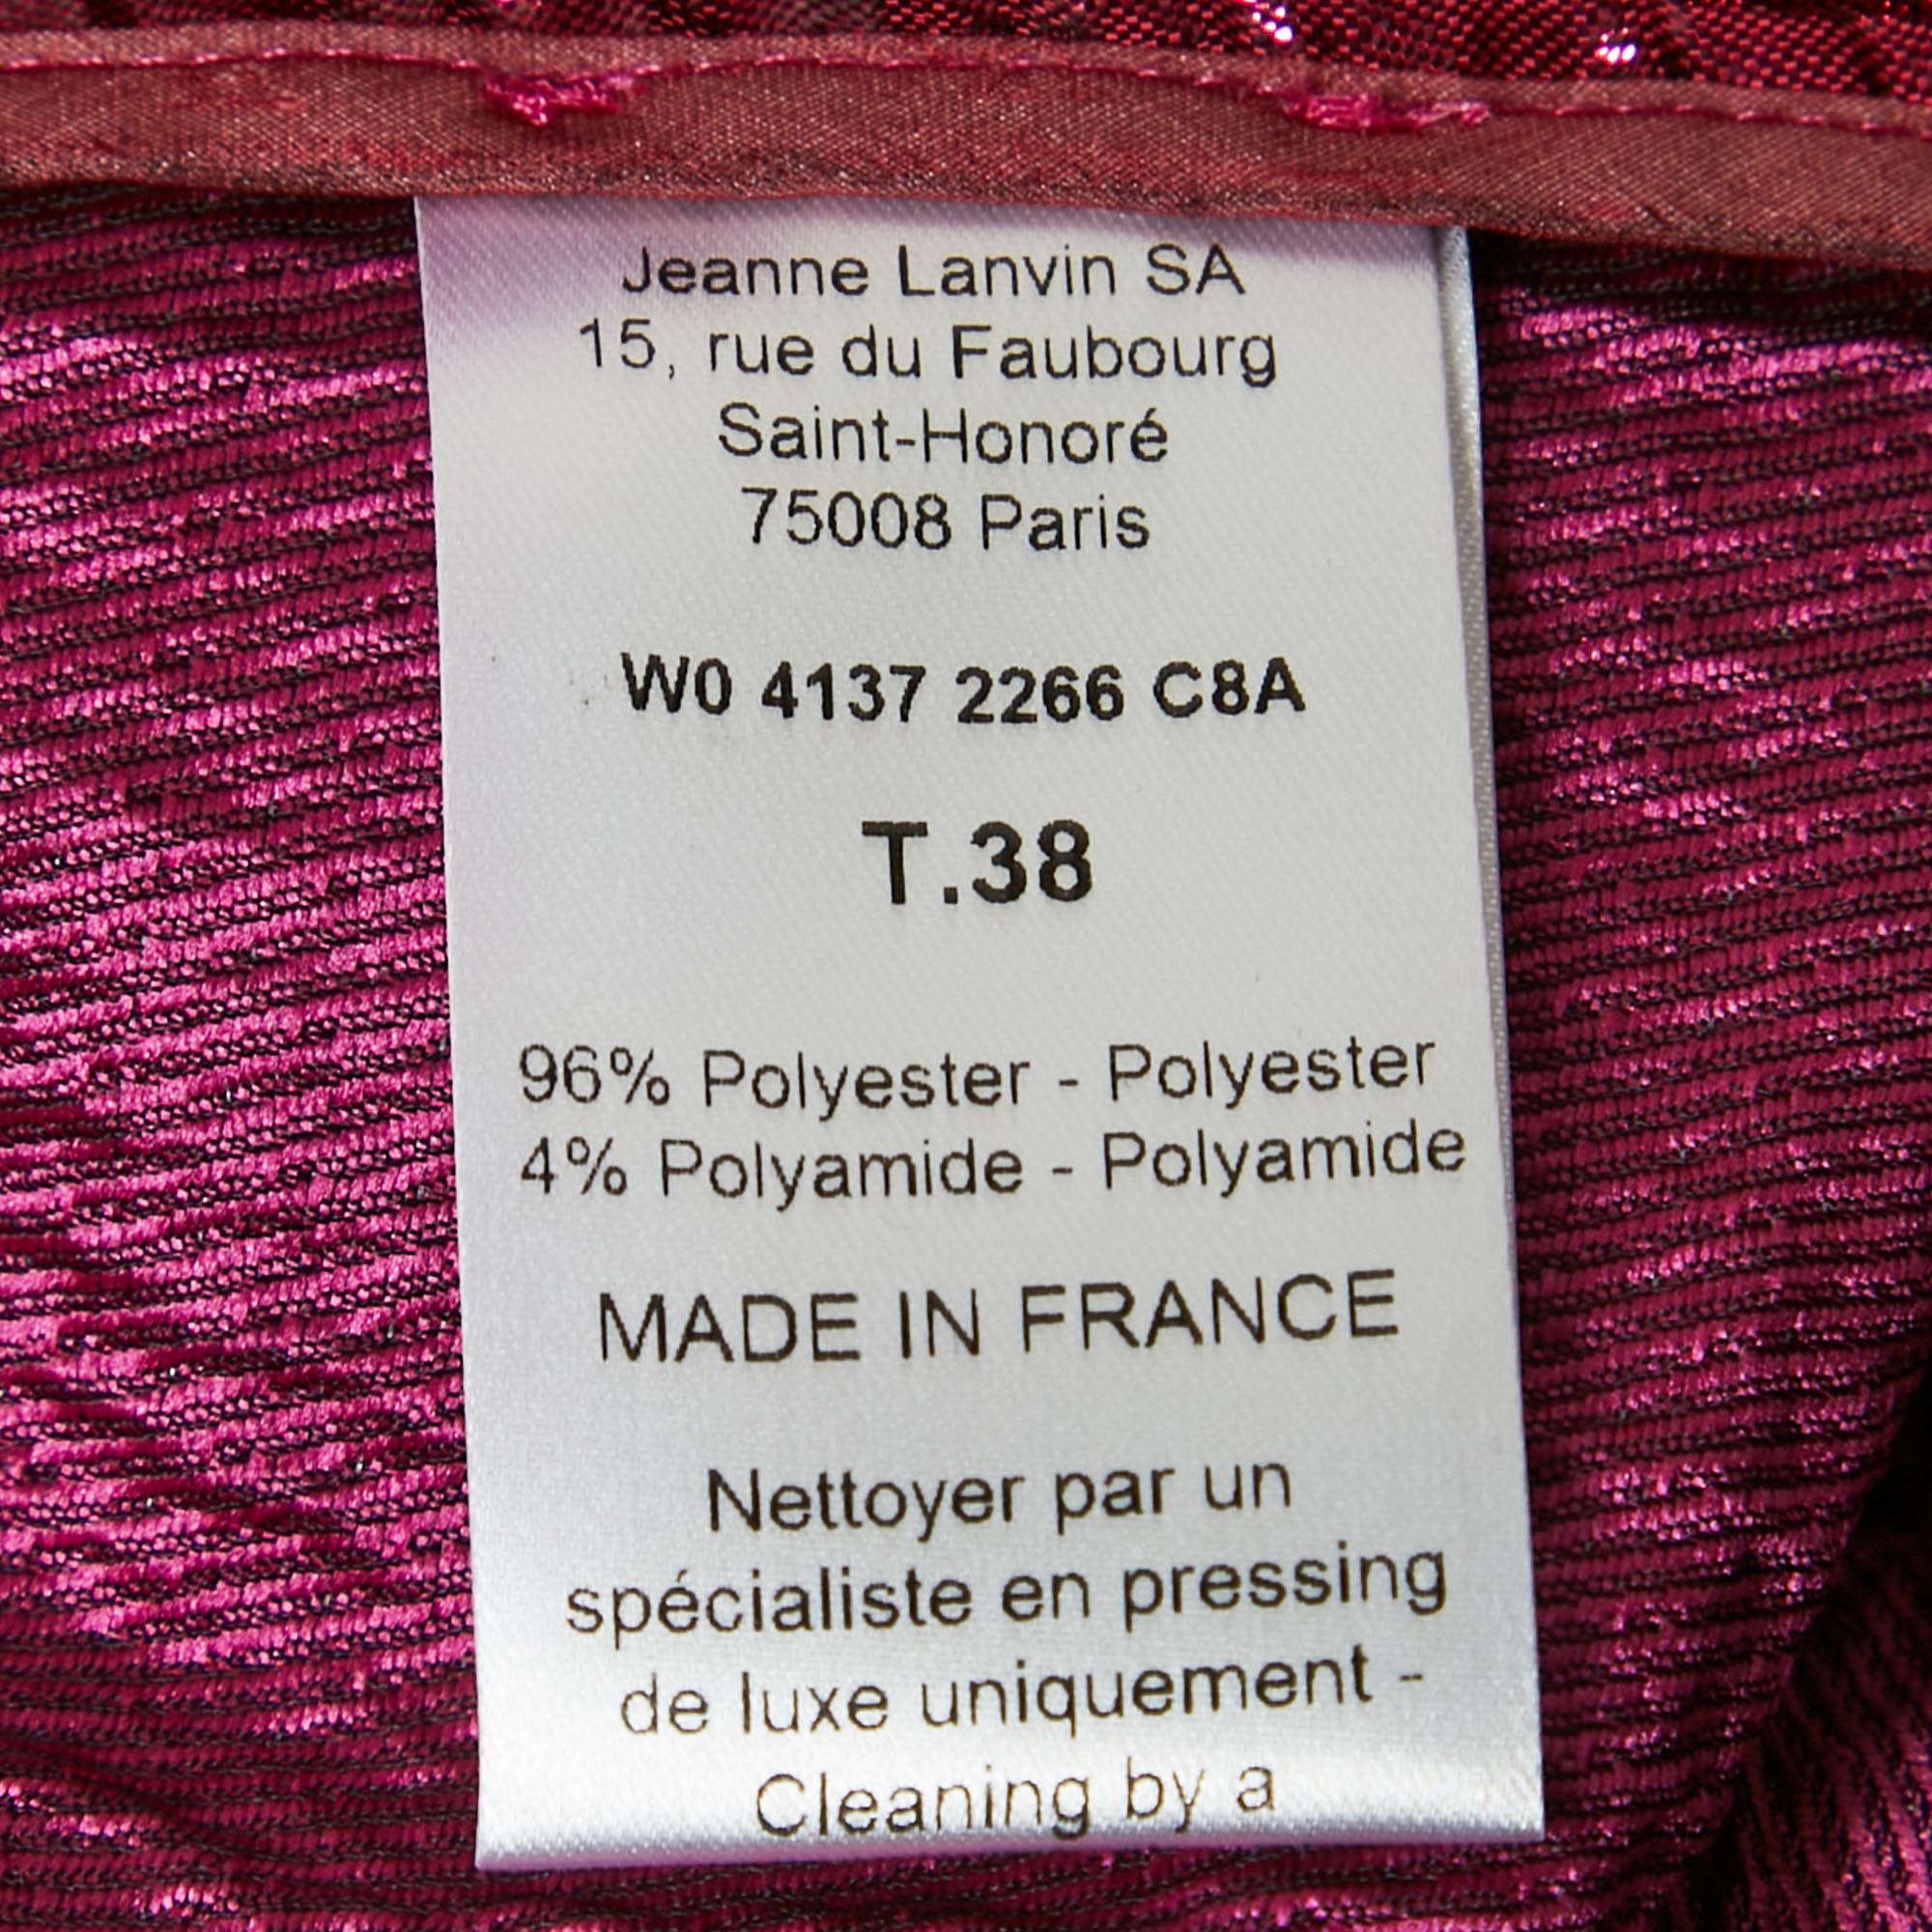 Jeanne Lanvin SA
15, rue du Faubourg
Saint-Honoré
75008 Paris
W0 4137 2266 C8A
T.38
96% Polyester - Polyester
4% Polyamide - Polyamide
MADE IN FRANCE
Nettoyer par un
spécialiste en pressing
de luxe uniquement -
Cleaning by a